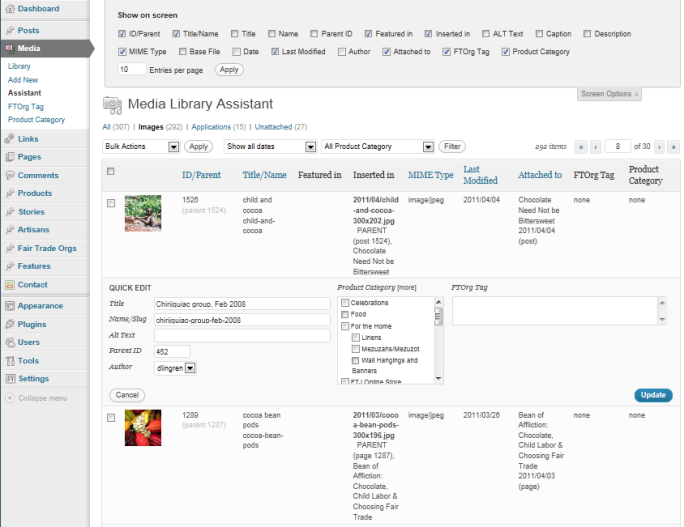 Dashboard
Posts
Media
Library
Add New
Assistant
FTOrg Tag
Product Category
Links
Pages
Comments
Products
Stories
Artisans
Fair Trade Orgs
Features
Contact
Appearance
Plugins
Users
Tools
Settings
Collapse menu
Show on screen
ID/Parent Title/Name Title Name Parent ID Featured in Inserted in ALT Text Caption Description
MIME Type Base File Date Last Modified Author Attached to FTOrg Tag Product Category
10 Entries per page Apply
Screen Options
Media Library Assistant
All (307) | Images (292) | Applications (15) | Unattached (27)
Bulk Actions Apply Show all dates All Product Category Filter 292 items « ‹ 8 of 30 › »
ID/Parent Title/Name Featured in Inserted in MIME Type Last Modified Attached to FTOrg Tag Product Category
1526 child and 2011/04/child image/jpeg 2011/04/04 Chocolate none none
(parent:1524) cocoa -and-cocoa- Need Not be
child-and- 300x202.jpg Bittersweet
cocoa PARENT 2011/04/04
(post 1524), (post)
Chocolate
Need Not be
Bittersweet
QUICK EDIT Product Category [more] FTOrg Tag
Title Chirijquiac group, Feb 2008
Name/Slug chirijquiac-group-feb-2008
Alt Text
Parent ID 452
Author dlingren
Celebrations
Food
For the Home
Linens
Mezuzahs/Mezuzot
Wall Hangings and
Banners
FTJ Online Store
Cancel Update
1289 cocoa bean 2011/03/coco image/jpeg 2011/03/26 Bean of none none
(parent:1287) pods a-bean-pods- Affliction:
cocoa-bean- 300x196.jpg Chocolate,
pods PARENT Child Labor &
(page 1287), Choosing Fair
Bean of Trade
Affliction: 2011/04/03
Chocolate, (page)
Child Labor &
Choosing Fair
Trade